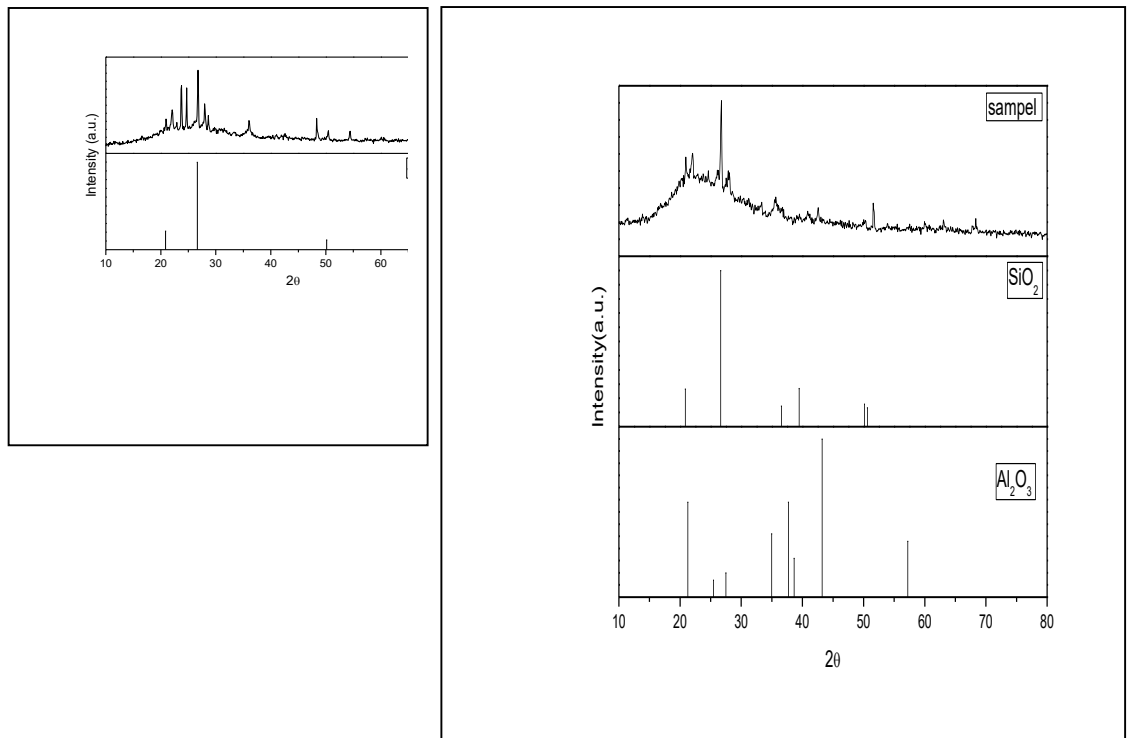 Intensity (a.u.)
10 20 30 40 50 60
2θ
sampel
SiO₂
Al₂O₃
Intensity(a.u.)
10 20 30 40 50 60 70 80
2θ